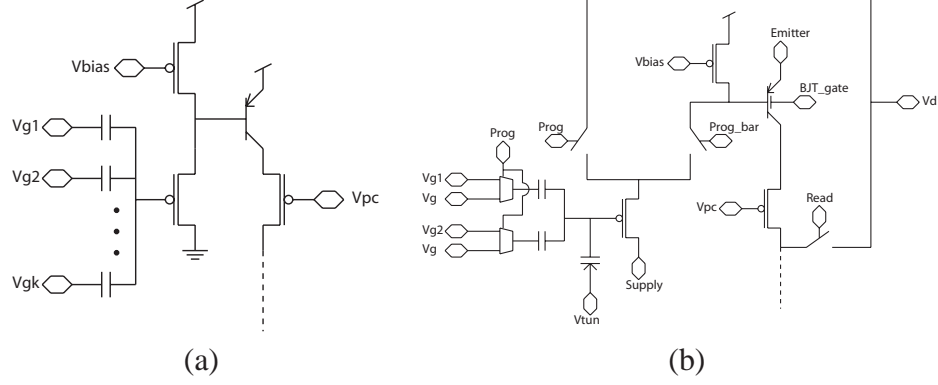 Vbias
Vg1
Vg2
Vpc
Vgk
(a)
Emitter
Vbias
BJT_gate
Vd
Prog
Prog_bar
Prog
Vg1
Vg
Vpc
Read
Vg2
Vg
Supply
Vtun
(b)